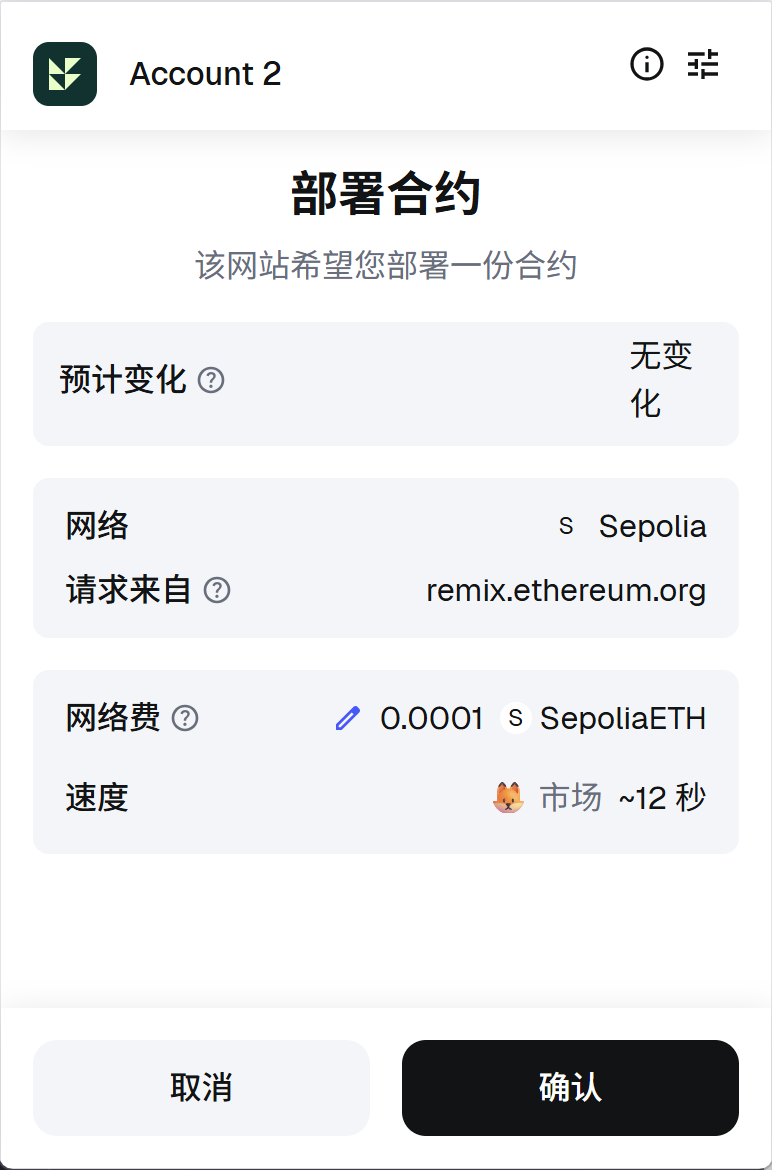 Account 2
部署合约
该网站希望您部署一份合约
预计变化
无变
化
网络 S Sepolia
请求来自 remix.ethereum.org
网络费 0.0001 S SepoliaETH
速度 市场 ~12 秒
取消 确认